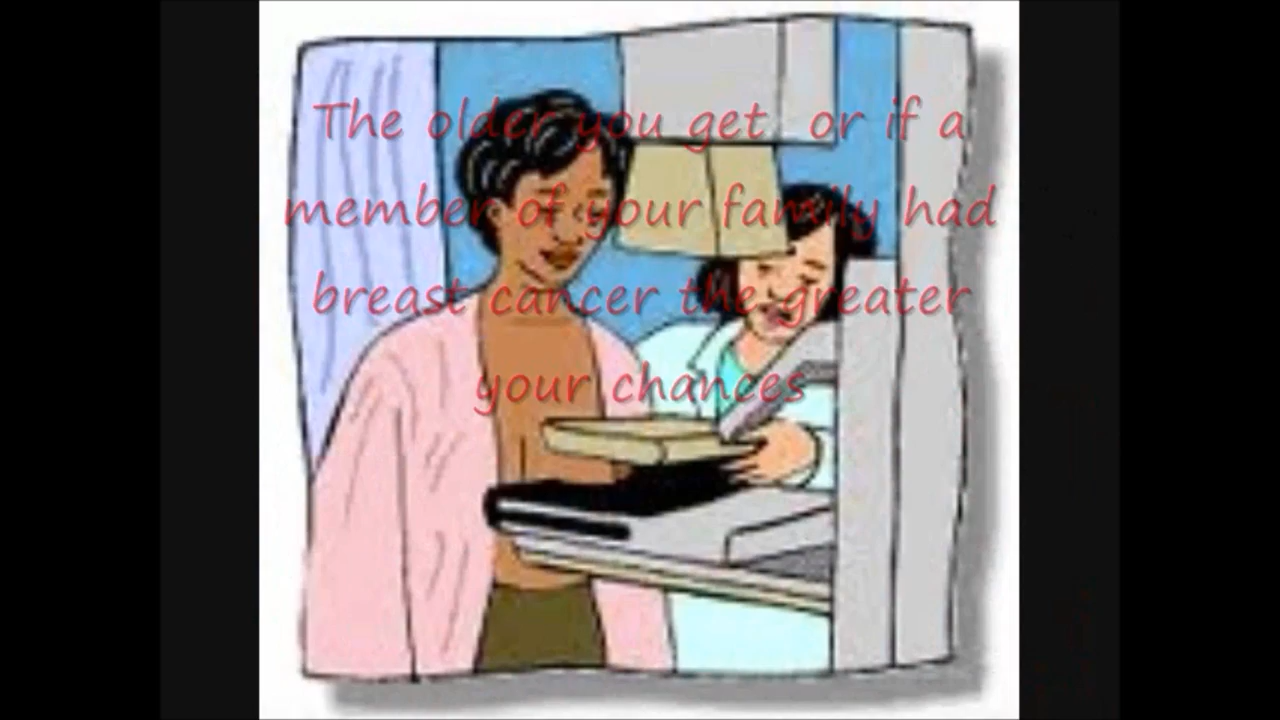 The older you get or if a
member of your family had
breast cancer the greater
your chances